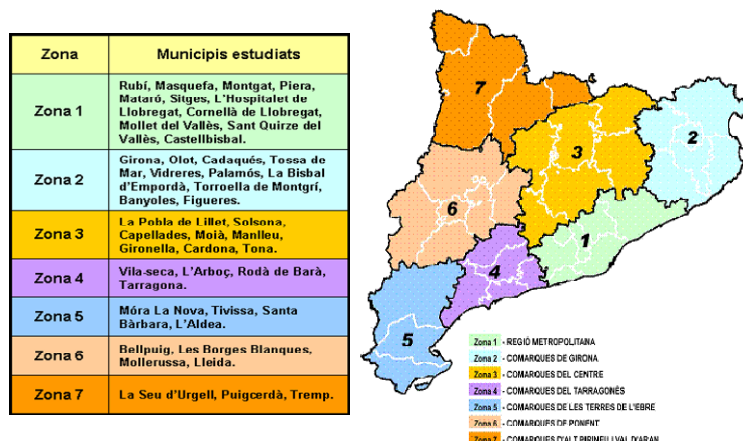 Zona Municipis estudiats
Zona 1
Rubí, Masquefa, Montgat, Piera,
Mataró, Sitges, L'Hospitalet de
Llobregat, Cornellà de Llobregat,
Mollet del Vallès, Sant Quirze del
Vallès, Castellbisbal.
Zona 2
Girona, Olot, Cadaqués, Tossa de
Mar, Vidreres, Palamós, La Bisbal
d'Empordà, Torroella de Montgrí,
Banyoles, Figueres.
Zona 3
La Pobla de Lillet, Solsona,
Capellades, Moià, Manlleu,
Gironella, Cardona, Tona.
Zona 4
Vila-seca, L'Arboç, Rodà de Barà,
Tarragona.
Zona 5
Móra La Nova, Tivissa, Santa
Bàrbara, L'Aldea.
Zona 6
Bellpuig, Les Borges Blanques,
Mollerussa, Lleida.
Zona 7
La Seu d'Urgell, Puigcerdà, Tremp.
7
2
3
6
1
4
5
Zona 1 - REGIÓ METROPOLITANA
Zona 2 - COMARQUES DE GIRONA
Zona 3 - COMARQUES DEL CENTRE
Zona 4 - COMARQUES DEL TARRAGONÈS
Zona 5 - COMARQUES DE LES TERRES DE L'EBRE
Zona 6 - COMARQUES DE PONENT
Zona 7 - COMARQUES D'ALT PIRINEU I VAL D'ARAN